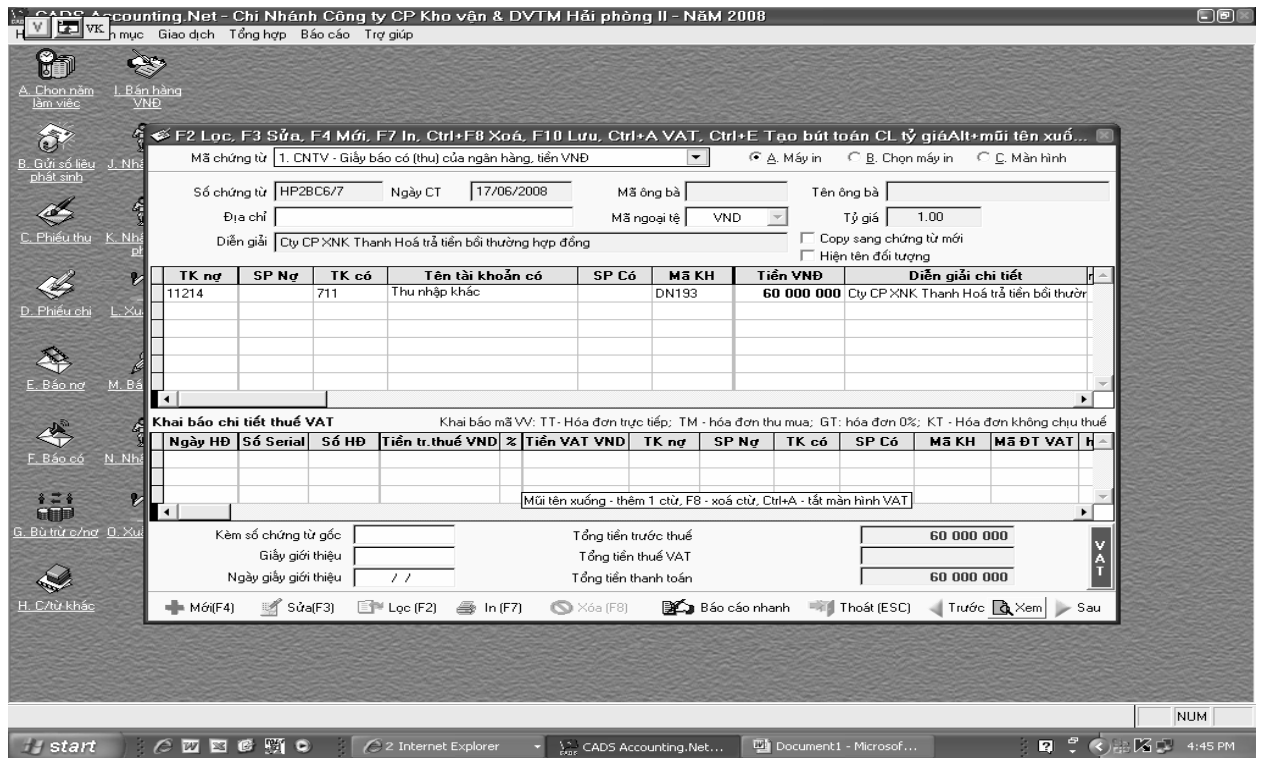 CADS Accounting.Net - Chi Nhánh Công ty CP Kho vận & DVTM Hải phòng II - NăM 2008
V VK mục Giao dịch Tổng hợp Báo cáo Trợ giúp
A. Chọn năm làm việc
I. Bán hàng VNĐ
B. Gửi số liệu phát sinh
J. Nhậ
C. Phiếu thu
K. Nhậ
D. Phiếu chi
L. Xu
E. Báo nợ
M. Bá
F. Báo có
N. Nhậ
G. Bù trừ c/nợ
O. Xuấ
H. C/từ khác
F2 Lọc, F3 Sửa, F4 Mới, F7 In, Ctrl+F8 Xoá, F10 Lưu, Ctrl+A VAT, Ctrl+E Tạo bút toán CL tỷ giáAlt+mũi tên xuố...
Mã chứng từ 1. CNTV - Giấy báo có (thu) của ngân hàng, tiền VNĐ A. Máy in B. Chọn máy in C. Màn hình
Số chứng từ HP2BC6/7 Ngày CT 17/06/2008 Mã ông bà Tên ông bà
Địa chỉ Mã ngoại tệ VND Tỷ giá 1.00
Diễn giải Cty CP XNK Thanh Hoá trả tiền bồi thường hợp đồng Copy sang chứng từ mới
Hiện tên đối tượng
TK nợ SP Nợ TK có Tên tài khoản có SP Có Mã KH Tiền VNĐ Diễn giải chi tiết
11214 711 Thu nhập khác DN193 60 000 000 Cty CP XNK Thanh Hoá trả tiền bồi thườn
Khai báo chi tiết thuế VAT Khai báo mã VV: TT- Hóa đơn trực tiếp; TM - hóa đơn thu mua; GT: hóa đơn 0%; KT - Hóa đơn không chịu thuế
Ngày HĐ Số Serial Số HĐ Tiền tr.thuế VND % Tiền VAT VND TK nợ SP Nợ TK có SP Có Mã KH Mã ĐT VAT
Mũi tên xuống - thêm 1 ctừ, F8 - xoá ctừ, Ctrl+A - tắt màn hình VAT
Kèm số chứng từ gốc Tổng tiền trước thuế 60 000 000
Giấy giới thiệu Tổng tiền thuế VAT
Ngày giấy giới thiệu / / Tổng tiền thanh toán 60 000 000
VAT
Mới(F4) Sửa(F3) Lọc (F2) In (F7) Xóa (F8) Báo cáo nhanh Thoát (ESC) Trước Xem Sau
NUM
start 2 Internet Explorer CADS Accounting.Net... Document1 - Microsof... 4:45 PM